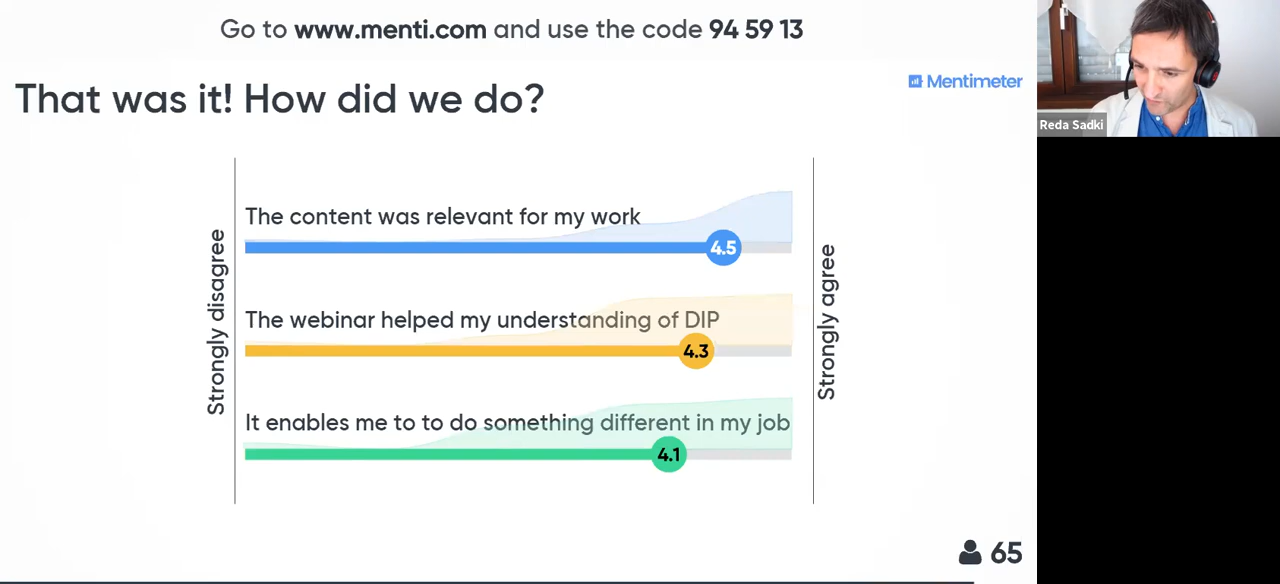 Go to www.menti.com and use the code 94 59 13
Mentimeter
That was it! How did we do?
Reda Sadki
Strongly disagree
The content was relevant for my work
4.5
The webinar helped my understanding of DIP
4.3
It enables me to to do something different in my job
4.1
Strongly agree
65